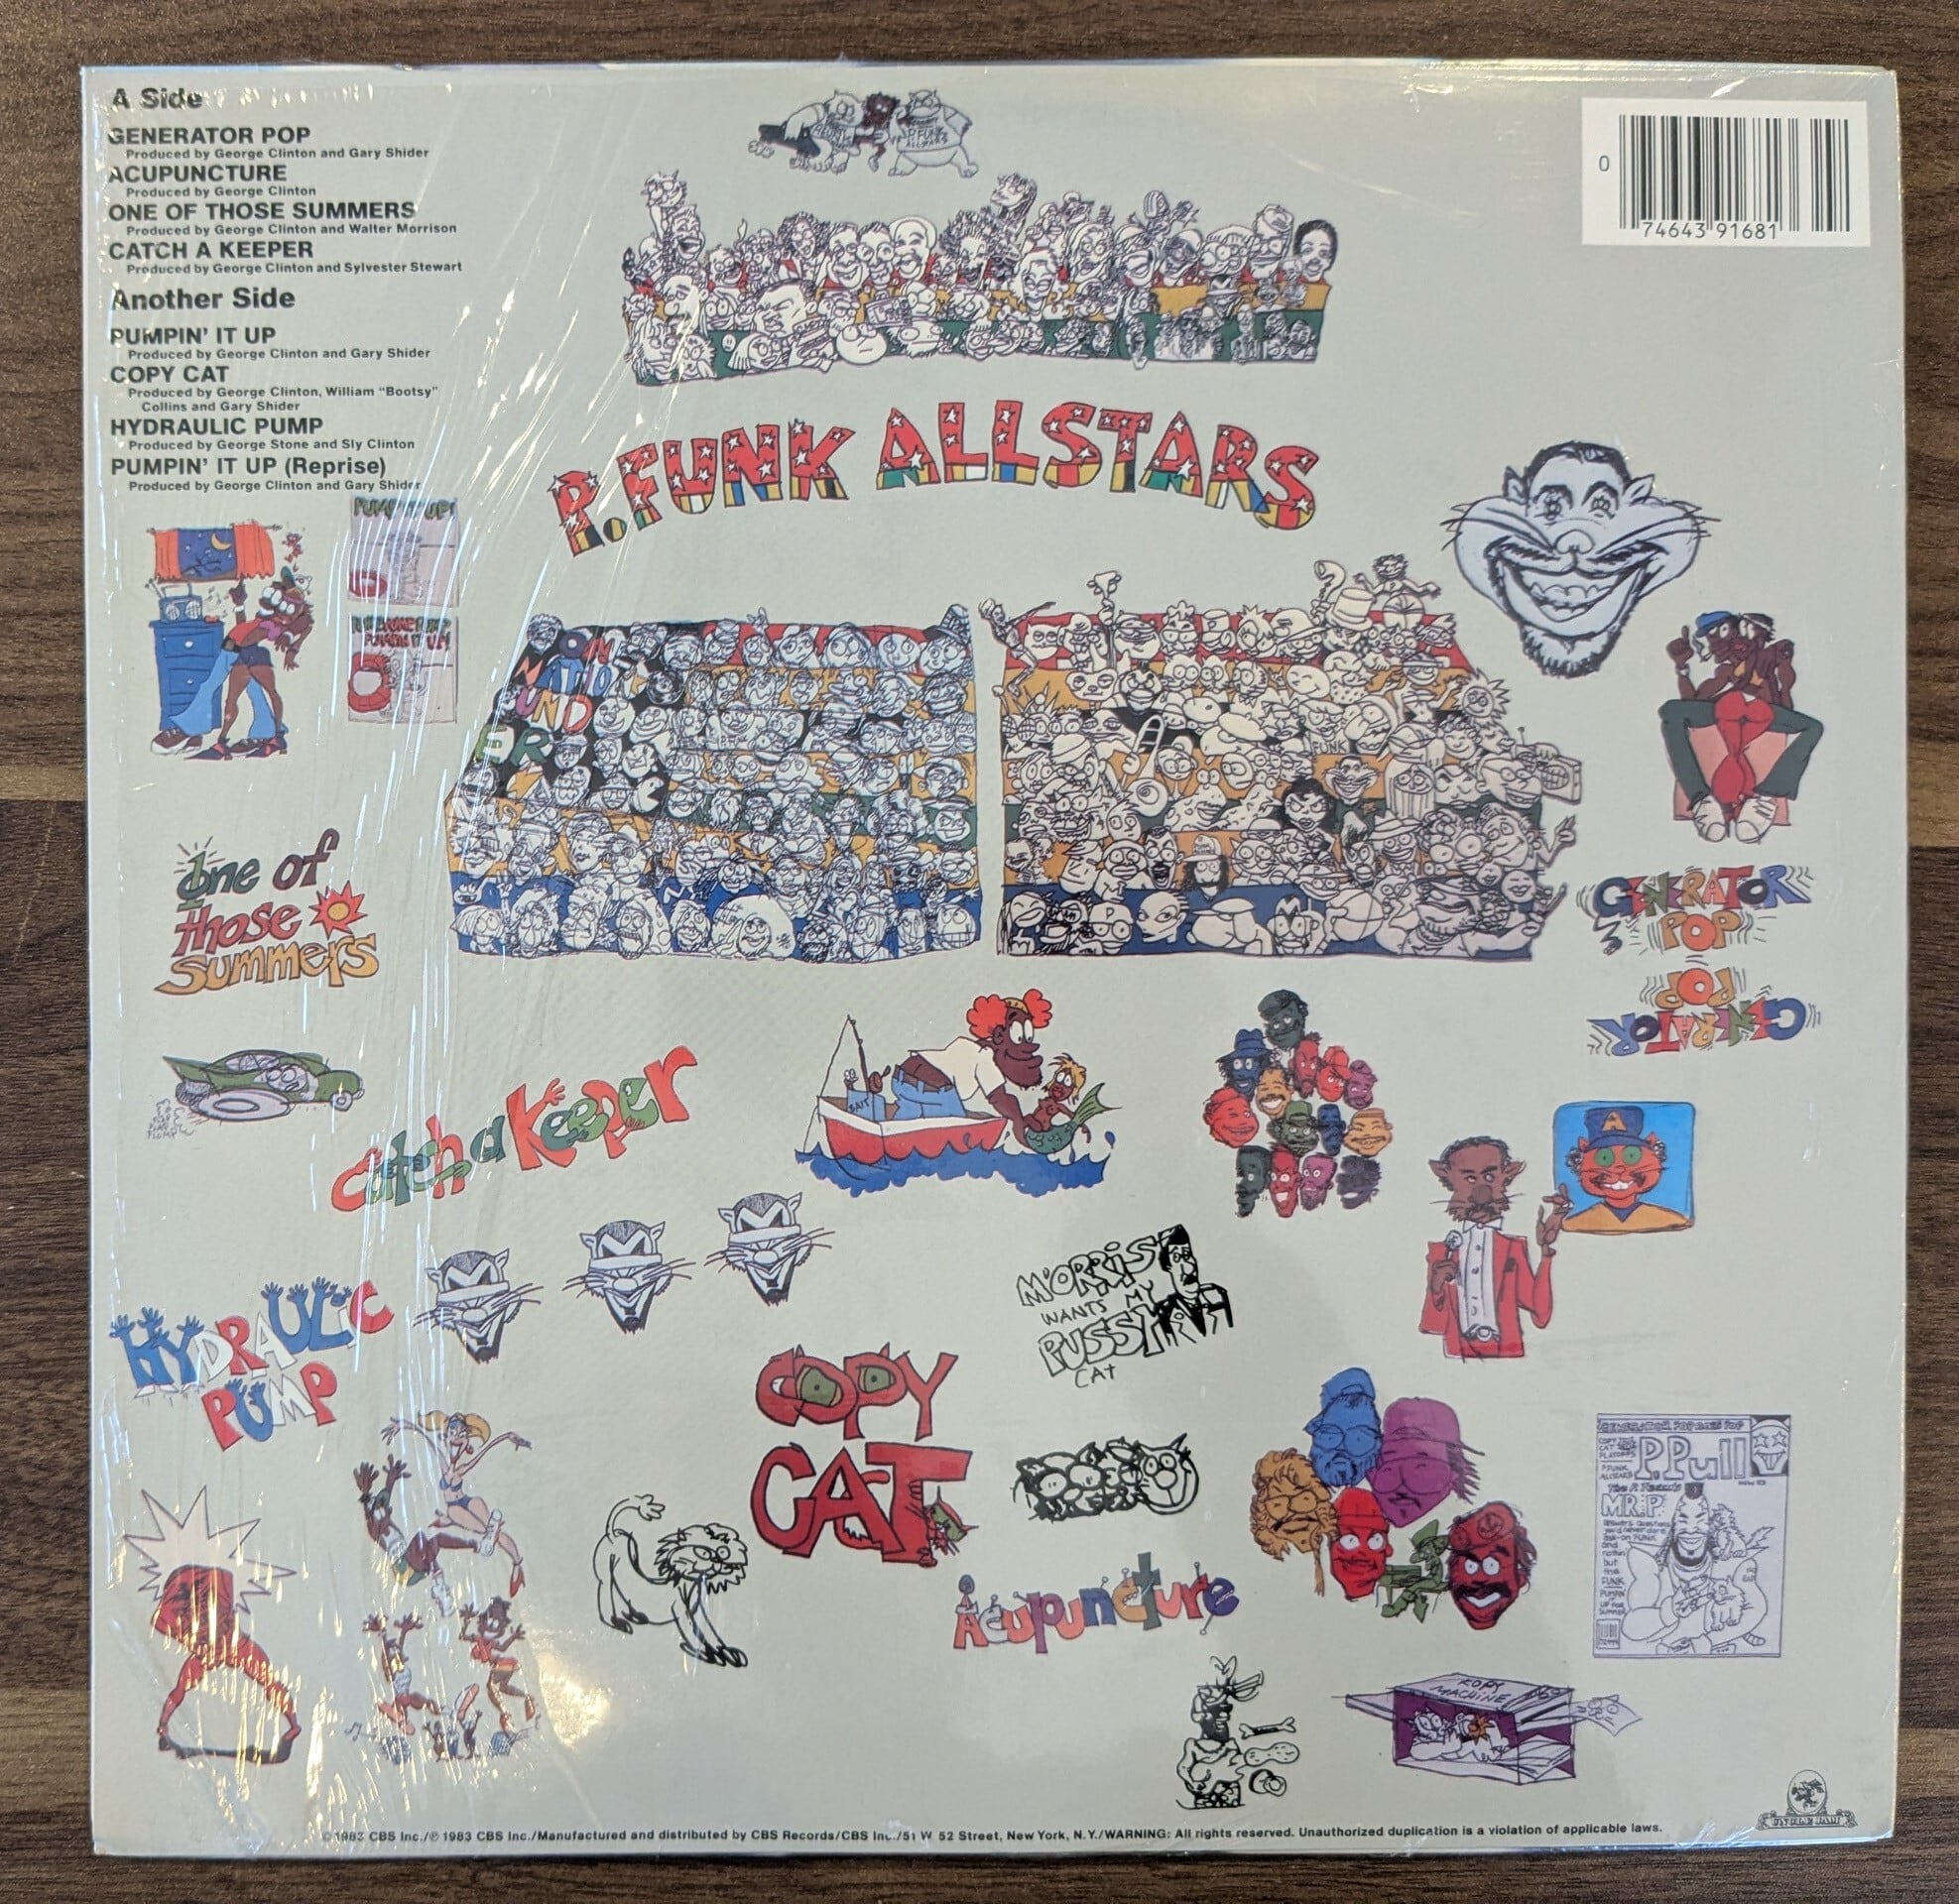 A Side
GENERATOR POP
Produced by George Clinton and Gary Shider
ACUPUNCTURE
Produced by George Clinton
ONE OF THOSE SUMMERS
Produced by George Clinton and Walter Morrison
CATCH A KEEPER
Produced by George Clinton and Sylvester Stewart
Another Side
PUMPIN' IT UP
Produced by George Clinton and Gary Shider
COPY CAT
Produced by George Clinton, William "Bootsy"
Collins and Gary Shider
HYDRAULIC PUMP
Produced by George Stone and Sly Clinton
PUMPIN' IT UP (Reprise)
Produced by George Clinton and Gary Shider
0
74643 91681
P. FUNK ALLSTARS
FUNK
One of
those
summers
GENERATOR
POP
POP
GENERATOR
catch a Keeper
BAIT
A
HYDRAULIC
PUMP
MORRIS
WANTS MY
PUSSY
CAT
COPY
CAT
Acupuncture
P.Pull
MR. P.
KOPY
MACHINE
© 1983 CBS Inc./℗ 1983 CBS Inc./Manufactured and distributed by CBS Records/CBS Inc./51 W 52 Street, New York, N.Y./WARNING: All rights reserved. Unauthorized duplication is a violation of applicable laws.
UNCLE JAM